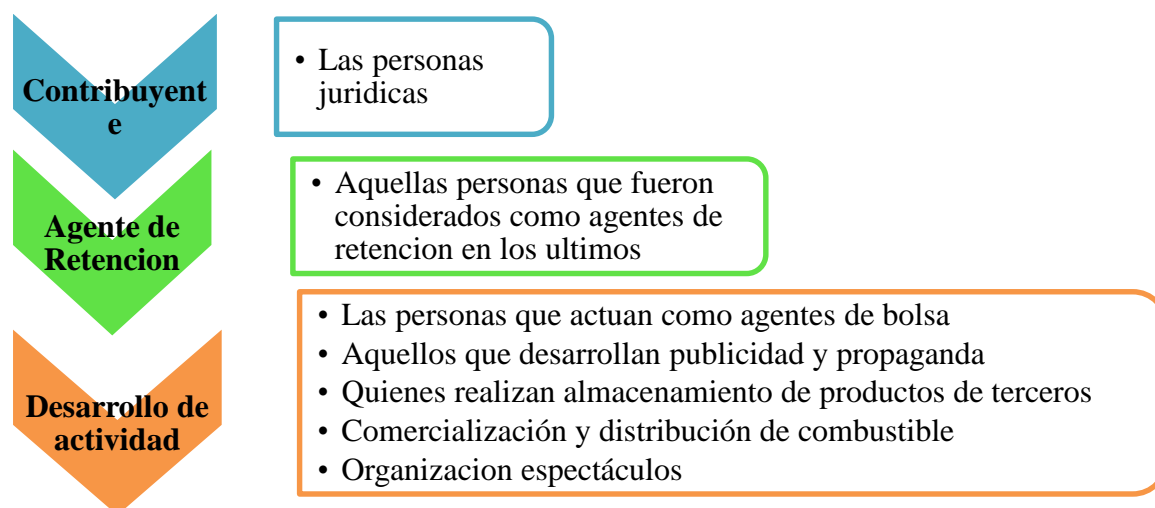 Contribuyent
e
• Las personas
juridicas
Agente de
Retencion
• Aquellas personas que fueron
considerados como agentes de
retencion en los ultimos
Desarrollo de
actividad
• Las personas que actuan como agentes de bolsa
• Aquellos que desarrollan publicidad y propaganda
• Quienes realizan almacenamiento de productos de terceros
• Comercialización y distribución de combustible
• Organizacion espectáculos